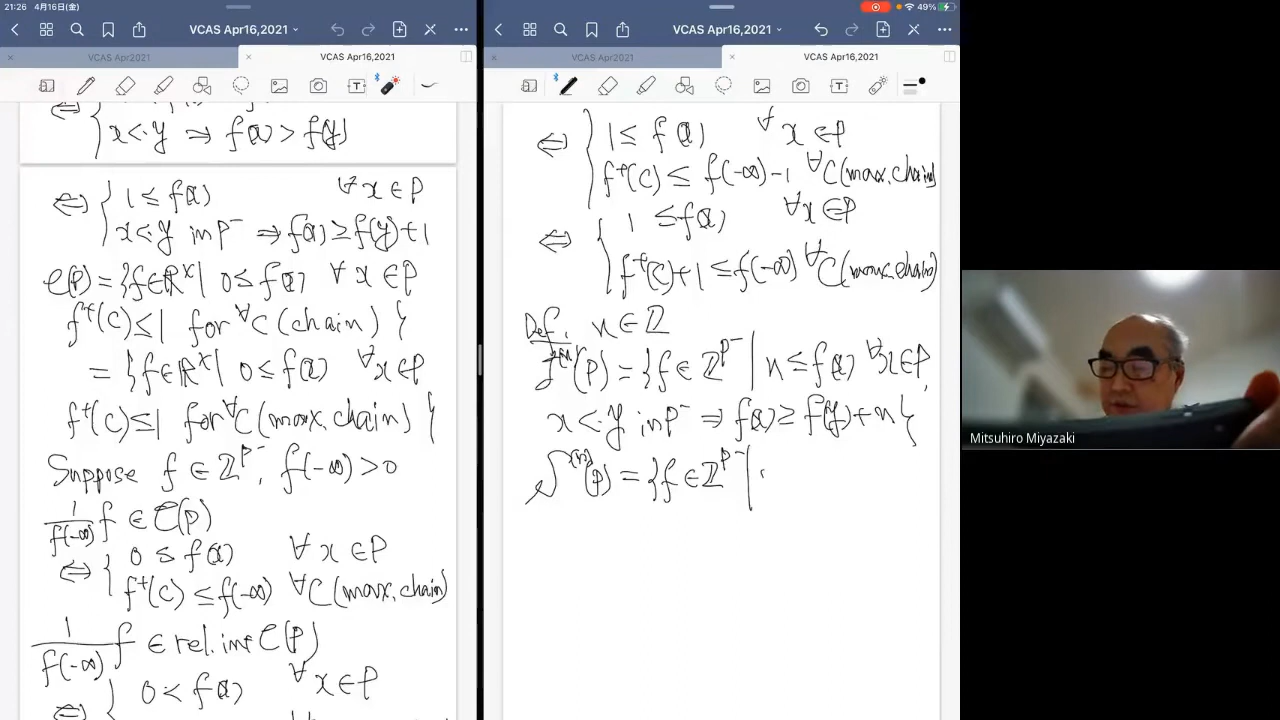 21:26 4月16日(金)
VCAS Apr16,2021
VCAS Apr2021
VCAS Apr16,2021
⇔
x<·y ⇒ f(x) > f(y)
⇔ { 1 ≤ f(x) ∀x∈P
x<·y in P⁻ ⇒ f(x) ≥ f(y)+1
C(P) = {f∈ℝ^X | 0 ≤ f(x) ∀x∈P
f⁺(C) ≤ 1 for ∀C (chain) }
= {f∈ℝ^X | 0 ≤ f(x) ∀x∈P
f⁺(C) ≤ 1 for ∀C (max. chain) }
Suppose f ∈ ℤ^{P⁻}, f(-∞) > 0
1/f(-∞) f ∈ C(P)
⇔ { 0 ≤ f(x) ∀x∈P
f⁺(C) ≤ f(-∞) ∀C (max. chain)
1/f(-∞) f ∈ rel.int C(P)
⇔ { 0 < f(x) ∀x∈P
49%
VCAS Apr16,2021
VCAS Apr2021
VCAS Apr16,2021
⇔ { 1 ≤ f(x) ∀x∈P
f⁺(C) ≤ f(-∞)-1 ∀C (max. chain)
⇔ { 1 ≤ f(x) ∀x∈P
f⁺(C)+1 ≤ f(-∞) ∀C (max. chain)
Def. n∈ℤ
(P) = {f∈ℤ^{P⁻} | n ≤ f(x) ∀x∈P,
x<·y in P⁻ ⇒ f(x) ≥ f(y)+n }
S^{(n)}(P) = {f∈ℤ^{P⁻} |
Mitsuhiro Miyazaki